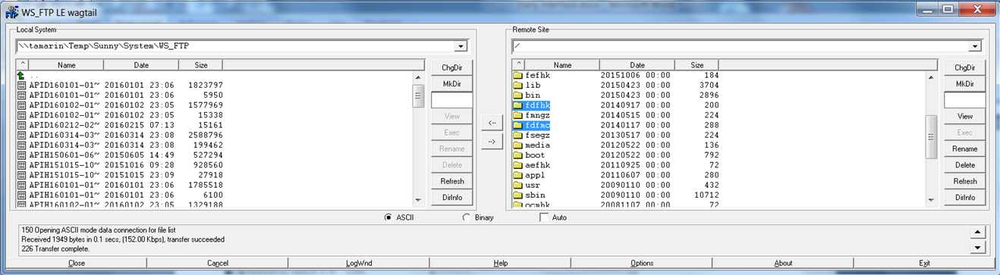 WS_FTP LE wagtail
Local System
\\tamarin\Temp\Sunny\System\WS_FTP
^ Name Date Size
..
APID160101-01~ 20160101 23:06 1823797
APID160101-01~ 20160101 23:06 5950
APID160102-01~ 20160102 23:05 1577969
APID160102-01~ 20160102 23:05 15338
APID160212-02~ 20160215 07:13 15161
APID160314-03~ 20160314 23:08 2588796
APID160314-03~ 20160314 23:08 199462
APIH150601-06~ 20150605 14:49 527294
APIH151015-10~ 20151016 09:28 928560
APIH151015-10~ 20151015 23:09 27918
APIH160101-01~ 20160101 23:06 1785518
APIH160101-01~ 20160101 23:06 6100
APIH160102-01~ 20160102 23:05 1329188
ChgDir
MkDir
View
Exec
Rename
Delete
Refresh
DirInfo
<--
-->
Remote Site
/
^ Name Date Size
fefhk 20151006 00:00 184
lib 20150423 00:00 3704
bin 20150423 00:00 2896
fdfhk 20140917 00:00 200
fmngz 20140515 00:00 224
fdfmo 20140117 00:00 288
fsegz 20130517 00:00 224
media 20120522 00:00 136
boot 20120522 00:00 792
aefhk 20110925 00:00 72
appl 20110607 00:00 280
usr 20090110 00:00 432
sbin 20090110 00:00 10712
ocmhk 20081107 00:00 72
ChgDir
MkDir
View
Exec
Rename
Delete
Refresh
DirInfo
ASCII Binary Auto
150 Opening ASCII mode data connection for file list
Received 1949 bytes in 0.1 secs, (152.00 Kbps), transfer succeeded
226 Transfer complete.
Close Cancel LogWnd Help Options About Exit